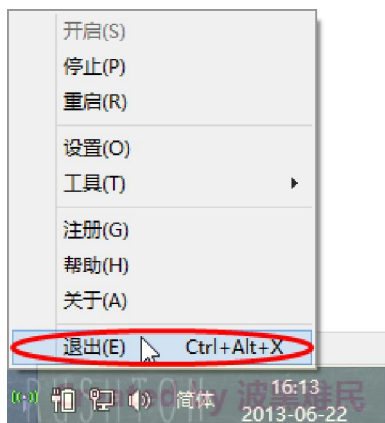 开启(S)
停止(P)
重启(R)
设置(O)
工具(T)
注册(G)
帮助(H)
关于(A)
退出(E) Ctrl+Alt+X
简体 16:13
2013-06-22